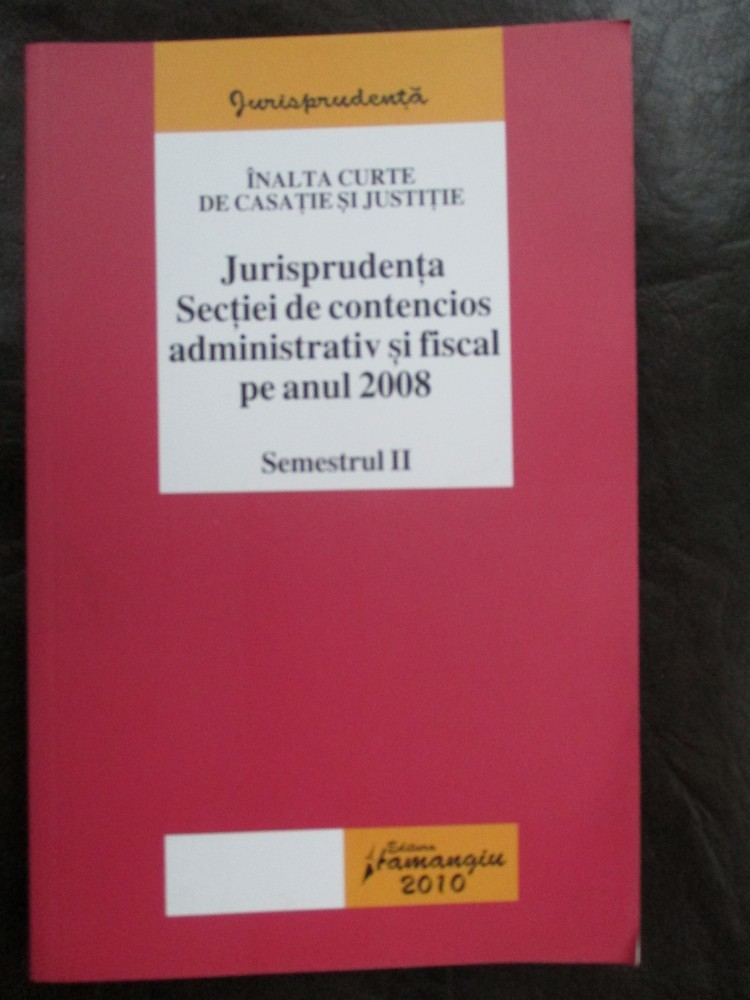 Jurisprudență
ÎNALTA CURTE
DE CASAȚIE ȘI JUSTIȚIE
Jurisprudența
Secției de contencios
administrativ și fiscal
pe anul 2008
Semestrul II
Editura
Hamangiu
2010